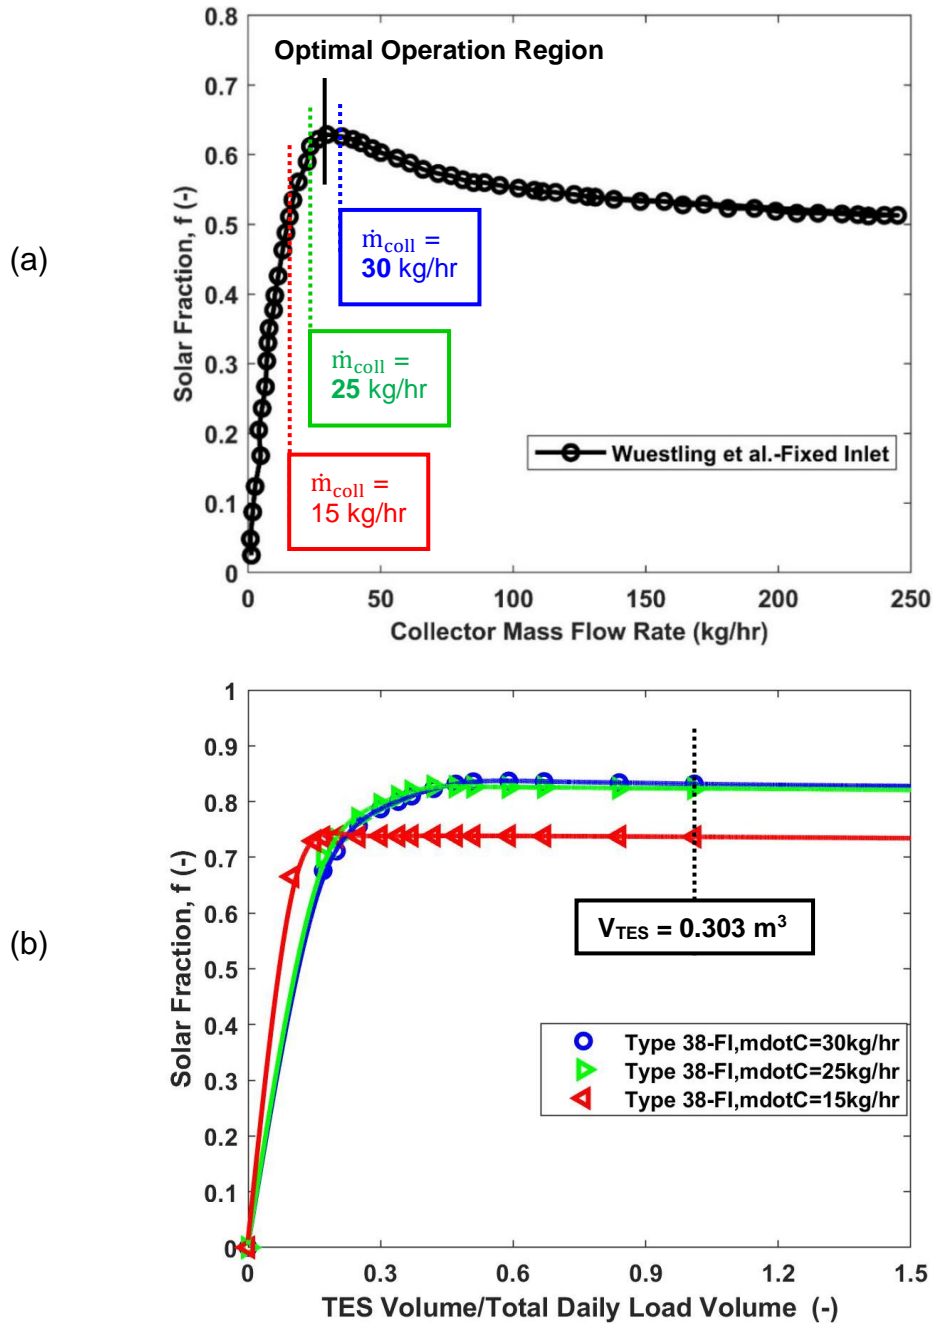 (a)
Solar Fraction, f (-)
0.8
0.7
0.6
0.5
0.4
0.3
0.2
0.1
0
Optimal Operation Region
ṁcoll =
30 kg/hr
ṁcoll =
25 kg/hr
ṁcoll =
15 kg/hr
Wuestling et al.-Fixed Inlet
0 50 100 150 200 250
Collector Mass Flow Rate (kg/hr)
(b)
Solar Fraction, f (-)
1
0.9
0.8
0.7
0.6
0.5
0.4
0.3
0.2
0.1
0
VTES = 0.303 m³
Type 38-FI,mdotC=30kg/hr
Type 38-FI,mdotC=25kg/hr
Type 38-FI,mdotC=15kg/hr
0 0.3 0.6 0.9 1.2 1.5
TES Volume/Total Daily Load Volume (-)